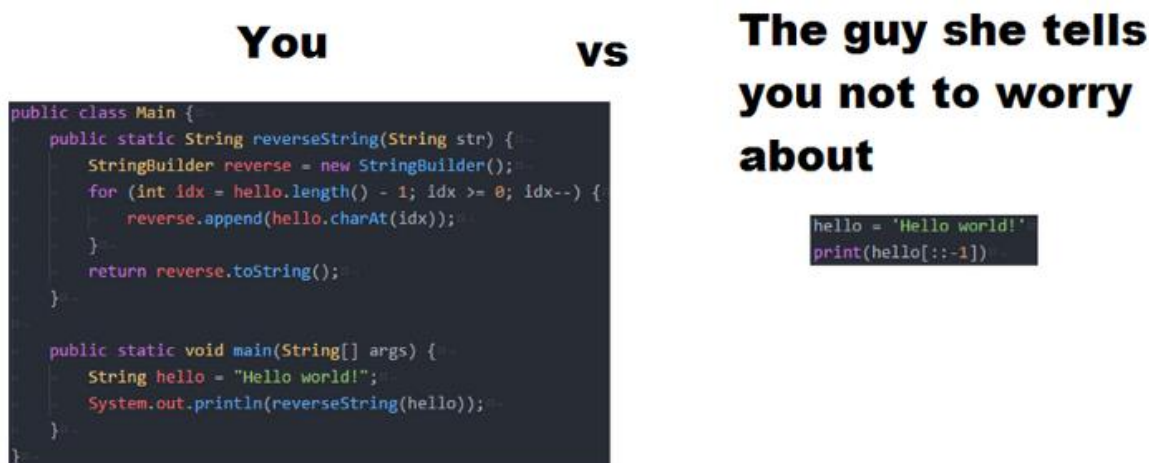 You
vs
The guy she tells
you not to worry
about
public class Main {
public static String reverseString(String str) {
StringBuilder reverse = new StringBuilder();
for (int idx = hello.length() - 1; idx >= 0; idx--) {
reverse.append(hello.charAt(idx));
}
return reverse.toString();
}
public static void main(String[] args) {
String hello = "Hello world!";
System.out.println(reverseString(hello));
}
}
hello = 'Hello world!'
print(hello[::-1])